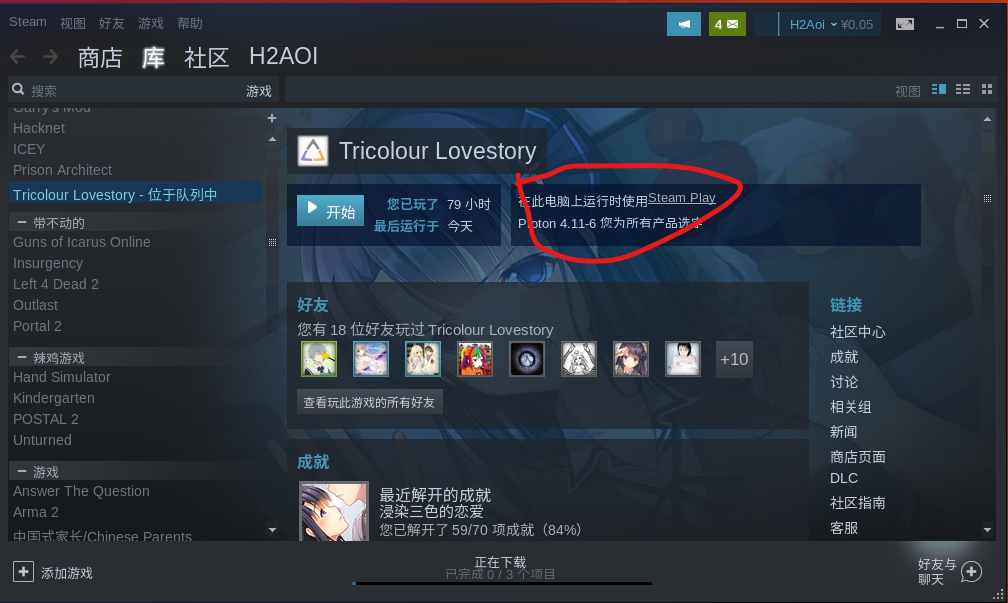 Steam 视图 好友 游戏 帮助
4 H2Aoi ¥0.05
商店 库 社区 H2AOI
搜索 游戏 视图
Garry's Mod
Hacknet
ICEY
Prison Architect
Tricolour Lovestory - 位于队列中
带不动的
Guns of Icarus Online
Insurgency
Left 4 Dead 2
Outlast
Portal 2
辣鸡游戏
Hand Simulator
Kindergarten
POSTAL 2
Unturned
游戏
Answer The Question
Arma 2
中国式家长/Chinese Parents
Tricolour Lovestory
开始
您已玩了 79 小时
最后运行于 今天
在此电脑上运行时使用Steam Play
Proton 4.11-6 您为所有产品选定
好友
您有 18 位好友玩过 Tricolour Lovestory
+10
查看玩此游戏的所有好友
成就
最近解开的成就
浸染三色的恋爱
您已解开了 59/70 项成就（84%）
链接
社区中心
成就
讨论
相关组
新闻
商店页面
DLC
社区指南
客服
添加游戏
正在下载
已完成 0 / 3 个项目
好友与
聊天